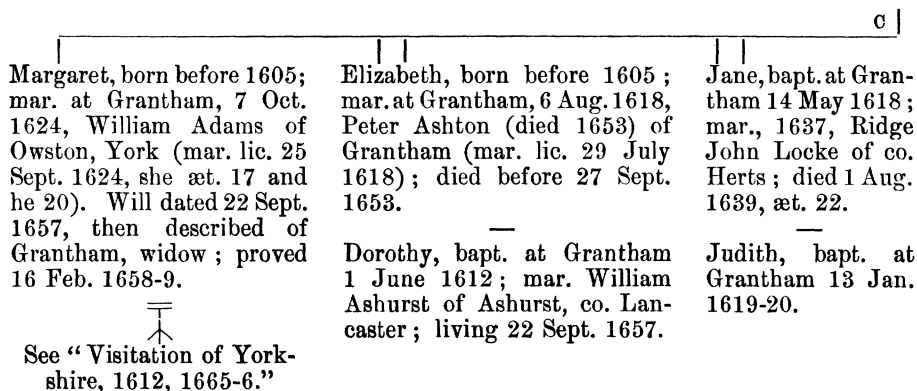 C
Margaret, born before 1605;
mar. at Grantham, 7 Oct.
1624, William Adams of
Owston, York (mar. lic. 25
Sept. 1624, she æt. 17 and
he 20). Will dated 22 Sept.
1657, then described of
Grantham, widow; proved
16 Feb. 1658-9.
See "Visitation of York-
shire, 1612, 1665-6."
Elizabeth, born before 1605;
mar. at Grantham, 6 Aug. 1618,
Peter Ashton (died 1653) of
Grantham (mar. lic. 29 July
1618); died before 27 Sept.
1653.
Dorothy, bapt. at Grantham
1 June 1612; mar. William
Ashurst of Ashurst, co. Lan-
caster; living 22 Sept. 1657.
Jane, bapt. at Gran-
tham 14 May 1618;
mar., 1637, Ridge
John Locke of co.
Herts; died 1 Aug.
1639, æt. 22.
Judith, bapt. at
Grantham 13 Jan.
1619-20.